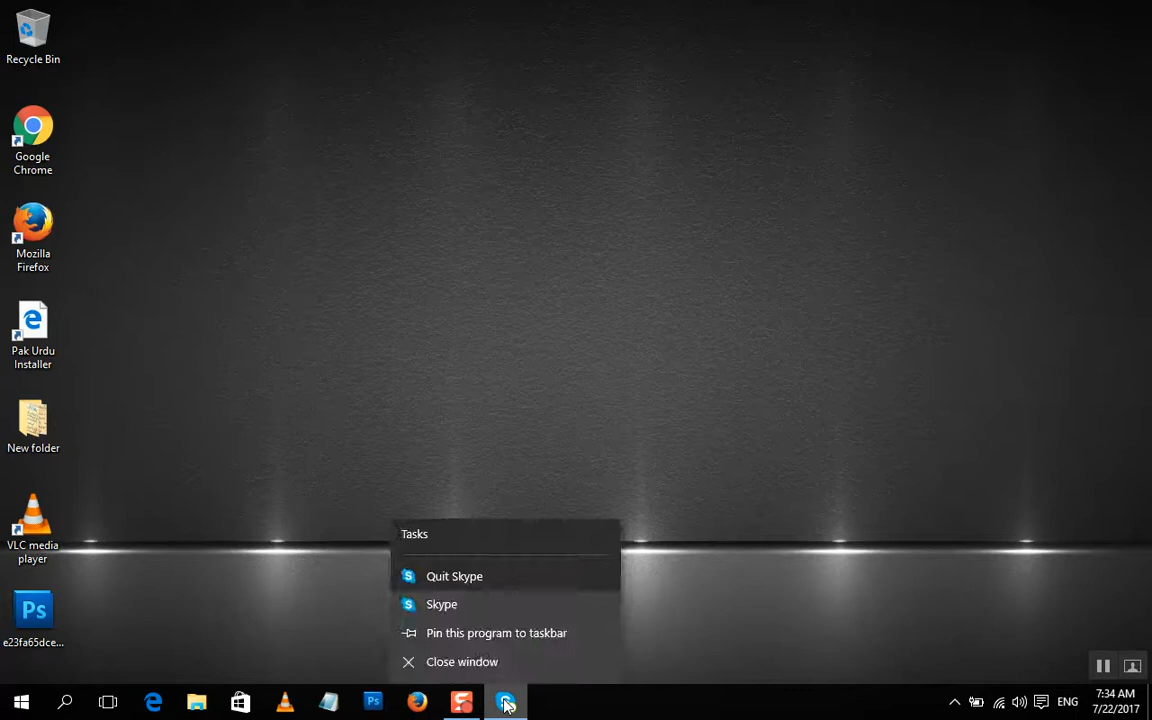 Recycle Bin
Google
Chrome
Mozilla
Firefox
Pak Urdu
Installer
New folder
VLC media
player
Ps
e23fa65dce...
Tasks
Quit Skype
Skype
Pin this program to taskbar
Close window
Ps
ENG
7:34 AM
7/22/2017